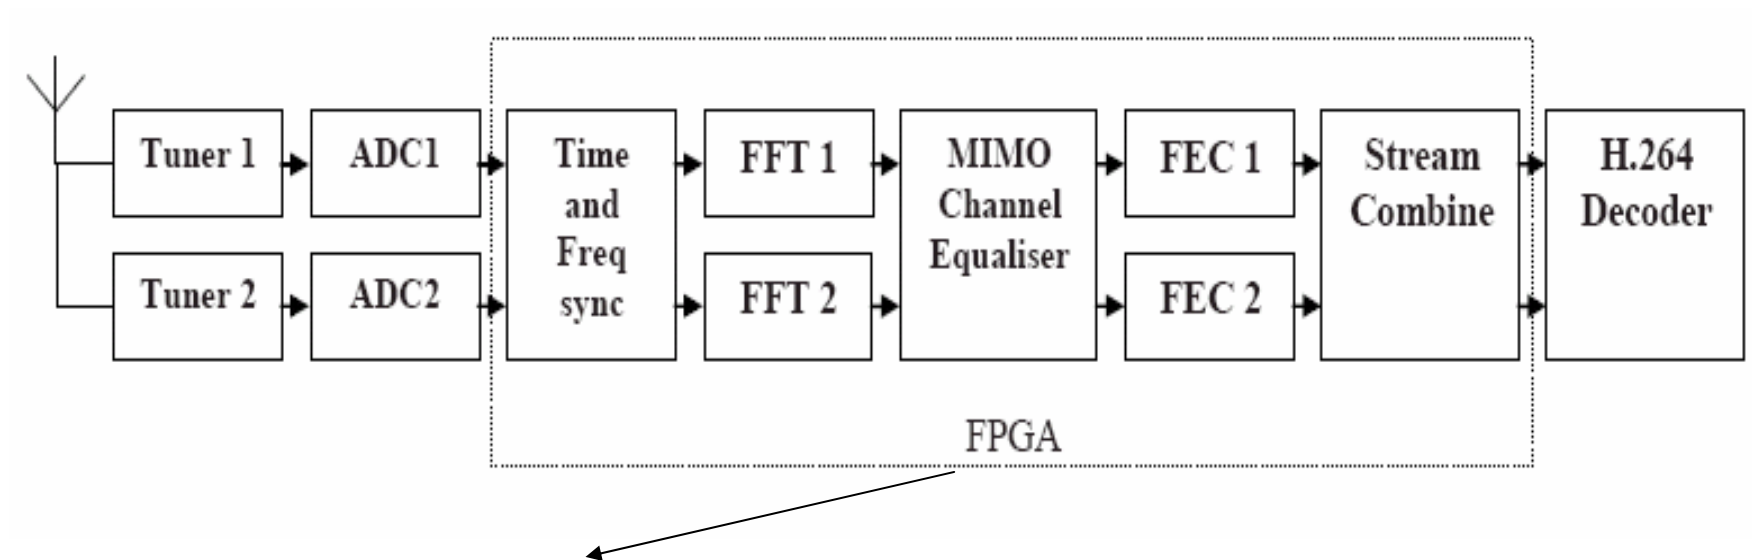 Tuner 1
ADC1
Time
and
Freq
sync
FFT 1
MIMO
Channel
Equaliser
FEC 1
Stream
Combine
H.264
Decoder
Tuner 2
ADC2
FFT 2
FEC 2
FPGA